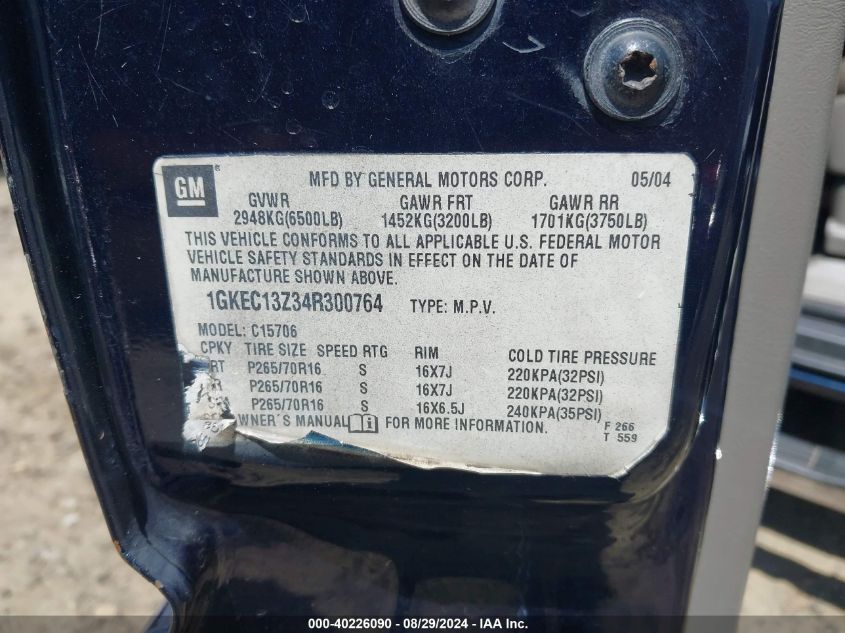 GM
MFD BY GENERAL MOTORS CORP. 05/04
GVWR GAWR FRT GAWR RR
2948KG(6500LB) 1452KG(3200LB) 1701KG(3750LB)
THIS VEHICLE CONFORMS TO ALL APPLICABLE U.S. FEDERAL MOTOR
VEHICLE SAFETY STANDARDS IN EFFECT ON THE DATE OF
MANUFACTURE SHOWN ABOVE.
1GKEC13Z34R300764 TYPE: M.P.V.
MODEL: C15706
CPKY TIRE SIZE SPEED RTG RIM COLD TIRE PRESSURE
RT P265/70R16 S 16X7J 220KPA(32PSI)
P265/70R16 S 16X7J 220KPA(32PSI)
P265/70R16 S 16X6.5J 240KPA(35PSI)
WNER'S MANUAL i FOR MORE INFORMATION. F 266
T 559
000-40226090 - 08/29/2024 - IAA Inc.